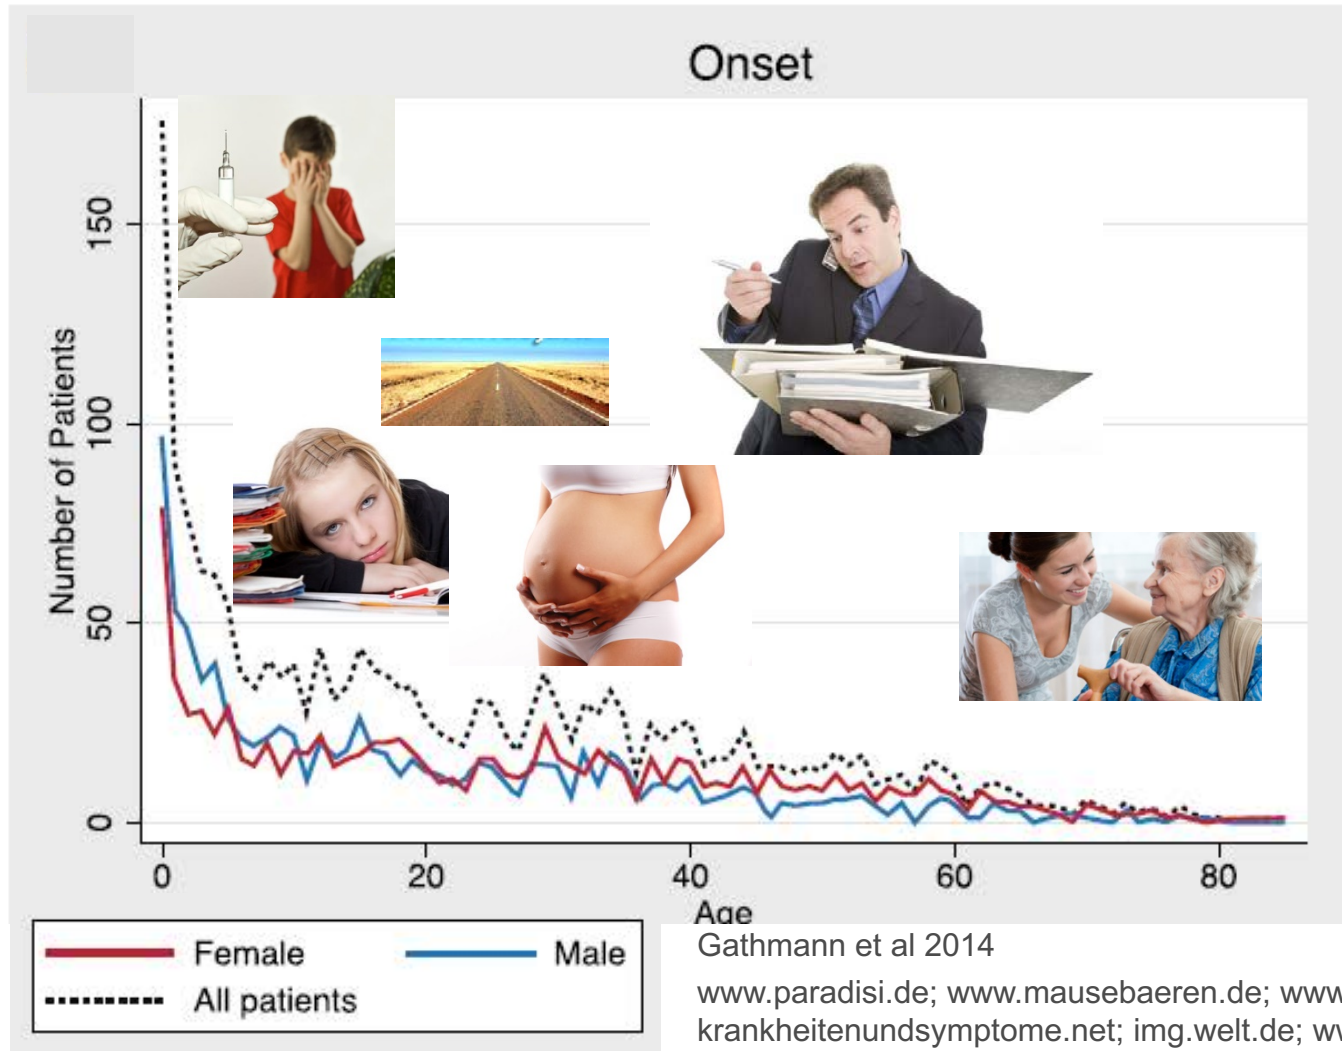 Onset
Number of Patients
150
100
50
0
0 20 40 60 80
Age
Female Male
All patients
Gathmann et al 2014
www.paradisi.de; www.mausebaeren.de; www.
krankheitenundsymptome.net; img.welt.de; ww